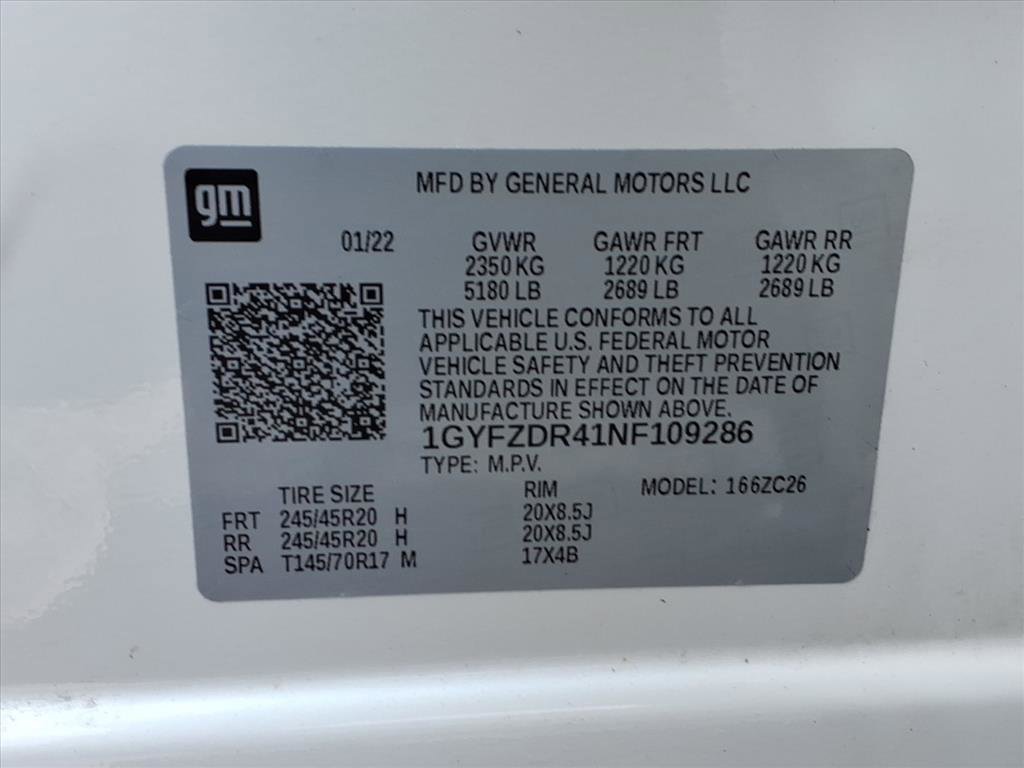 gm
MFD BY GENERAL MOTORS LLC
01/22 GVWR GAWR FRT GAWR RR
2350 KG 1220 KG 1220 KG
5180 LB 2689 LB 2689 LB
THIS VEHICLE CONFORMS TO ALL
APPLICABLE U.S. FEDERAL MOTOR
VEHICLE SAFETY AND THEFT PREVENTION
STANDARDS IN EFFECT ON THE DATE OF
MANUFACTURE SHOWN ABOVE.
1GYFZDR41NF109286
TYPE: M.P.V.
TIRE SIZE RIM MODEL: 166ZC26
FRT 245/45R20 H 20X8.5J
RR 245/45R20 H 20X8.5J
SPA T145/70R17 M 17X4B